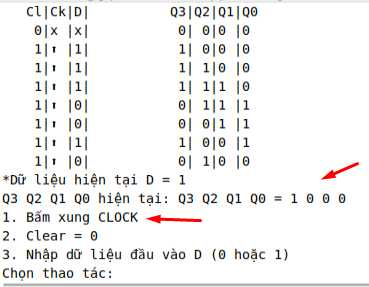 Cl|Ck|D| Q3|Q2|Q1|Q0
0|x |x| 0| 0|0 |0
1|⬆ |1| 1| 0|0 |0
1|⬆ |1| 1| 1|0 |0
1|⬆ |1| 1| 1|1 |0
1|⬆ |0| 0| 1|1 |1
1|⬆ |0| 0| 0|1 |1
1|⬆ |1| 1| 0|0 |1
1|⬆ |0| 0| 1|0 |0
*Dữ liệu hiện tại D = 1
Q3 Q2 Q1 Q0 hiện tại: Q3 Q2 Q1 Q0 = 1 0 0 0
1. Bấm xung CLOCK
2. Clear = 0
3. Nhập dữ liệu đầu vào D (0 hoặc 1)
Chọn thao tác: